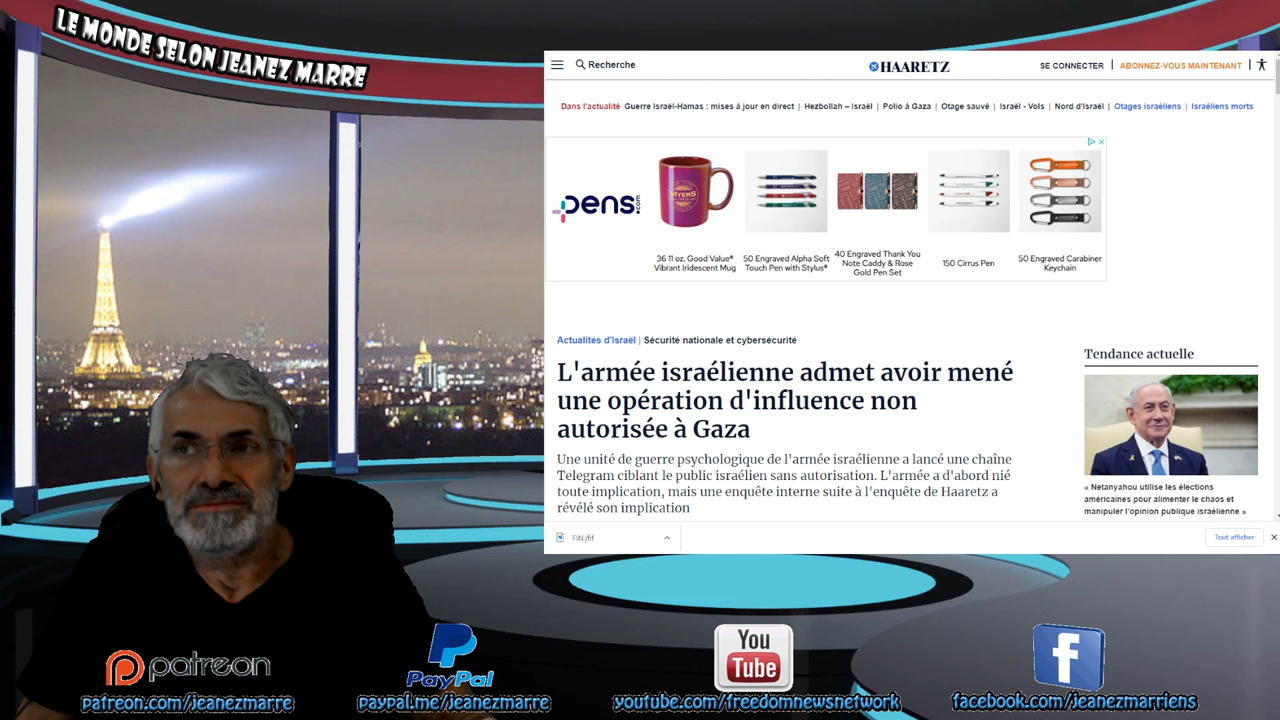 LE MONDE SELON JEANEZ MARRE
Recherche
HAARETZ
SE CONNECTER | ABONNEZ-VOUS MAINTENANT |
Dans l'actualité Guerre Israël-Hamas : mises à jour en direct | Hezbollah – Israël | Polio à Gaza | Otage sauvé | Israël - Vols | Nord d'Israël | Otages israéliens | Israéliens morts
pens.com
MYERS
36 11 oz. Good Value®
Vibrant Iridescent Mug
50 Engraved Alpha Soft
Touch Pen with Stylus®
40 Engraved Thank You
Note Caddy & Rose
Gold Pen Set
150 Cirrus Pen
50 Engraved Carabiner
Keychain
Actualités d'Israël | Sécurité nationale et cybersécurité
L'armée israélienne admet avoir mené
une opération d'influence non
autorisée à Gaza
Une unité de guerre psychologique de l'armée israélienne a lancé une chaîne
Telegram ciblant le public israélien sans autorisation. L'armée a d'abord nié
toute implication, mais une enquête interne suite à l'enquête de Haaretz a
révélé son implication
Tendance actuelle
« Netanyahou utilise les élections
américaines pour alimenter le chaos et
manipuler l'opinion publique israélienne »
FIN.jfif
Tout afficher
patreon
patreon.com/jeanezmarre
PayPal
paypal.me/jeanezmarre
You
Tube
youtube.com/freedomnewsnetwork
f
facebook.com/jeanezmarriens